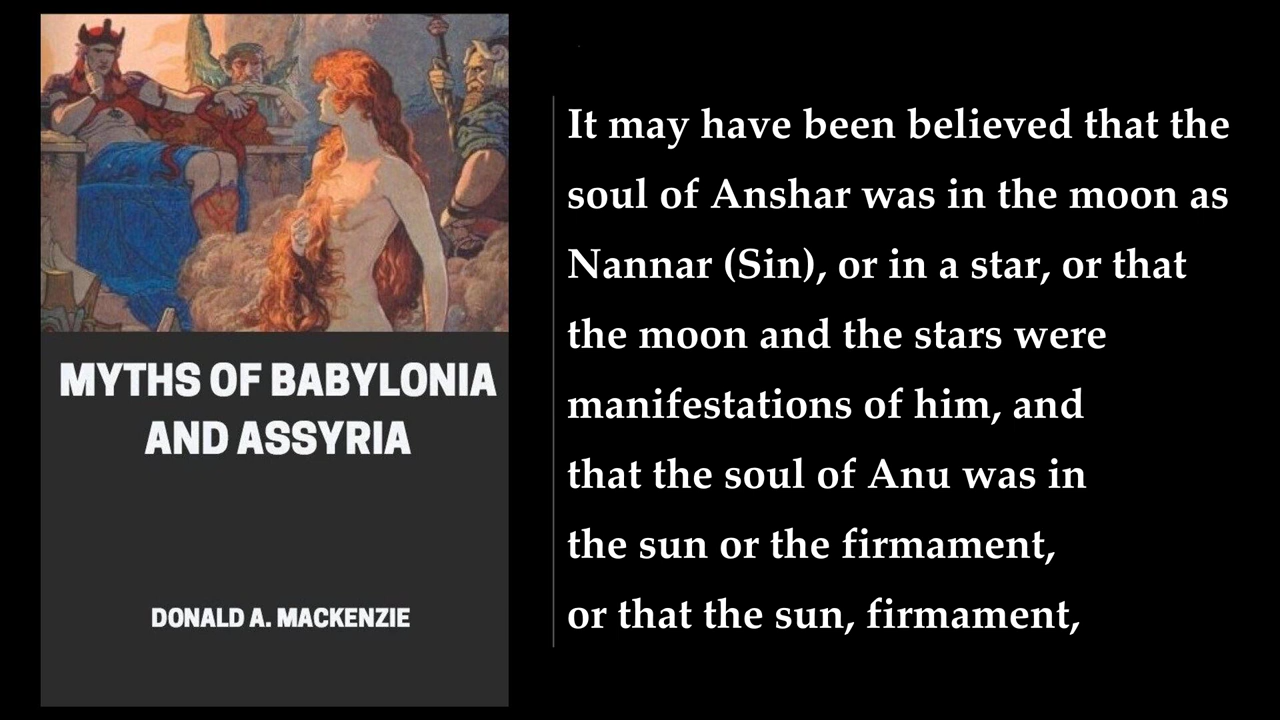 MYTHS OF BABYLONIA
AND ASSYRIA
DONALD A. MACKENZIE
It may have been believed that the
soul of Anshar was in the moon as
Nannar (Sin), or in a star, or that
the moon and the stars were
manifestations of him, and
that the soul of Anu was in
the sun or the firmament,
or that the sun, firmament,